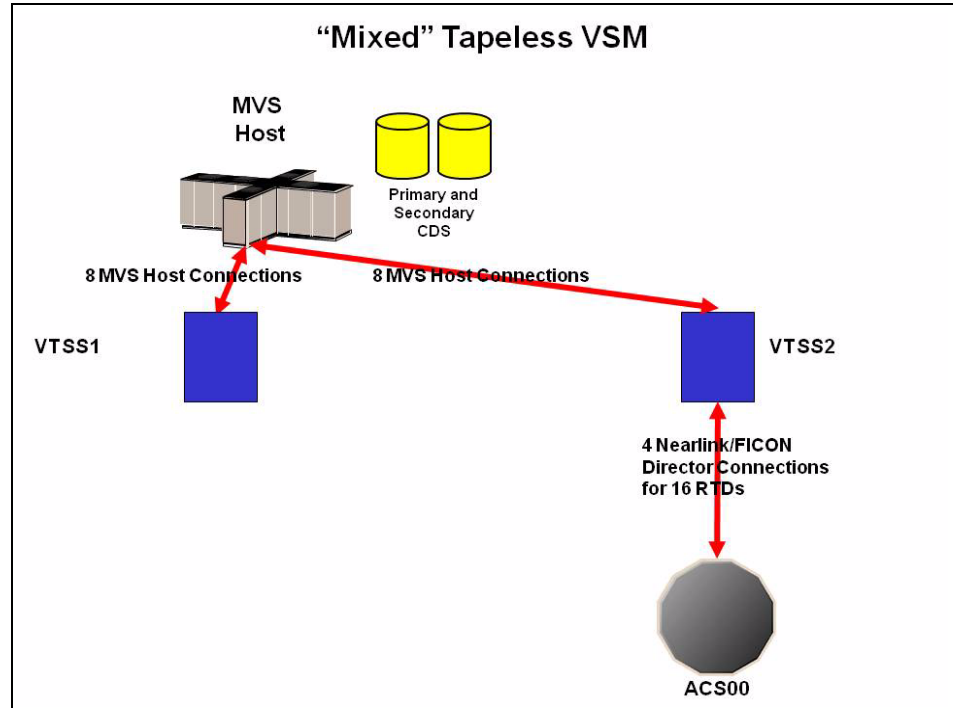 “Mixed” Tapeless VSM
MVS
Host
Primary and
Secondary
CDS
8 MVS Host Connections
8 MVS Host Connections
VTSS1
VTSS2
4 Nearlink/FICON
Director Connections
for 16 RTDs
ACS00